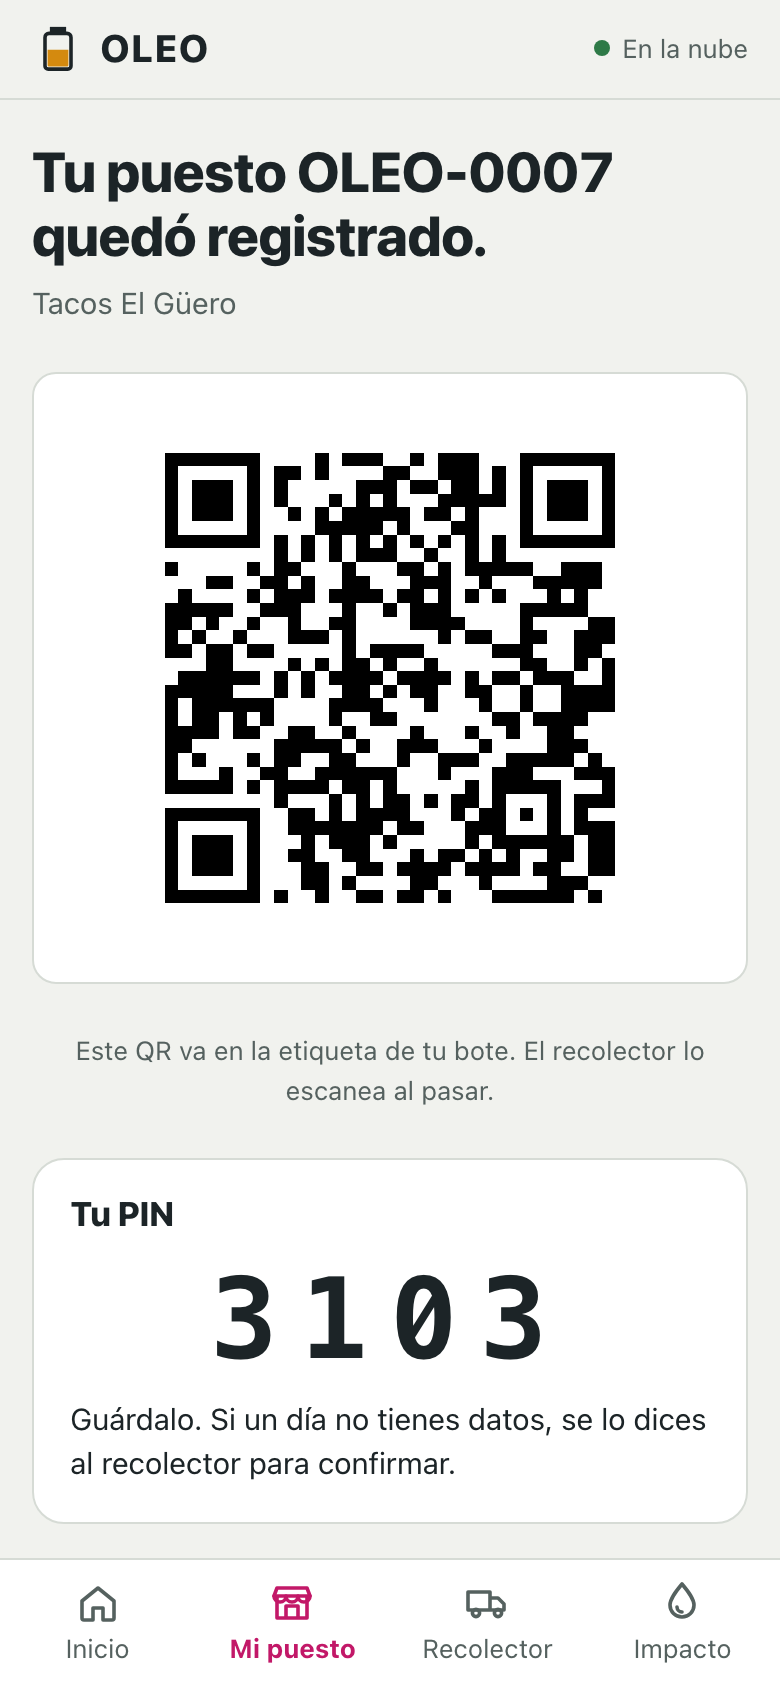 OLEO
En la nube
Tu puesto OLEO-0007
quedó registrado.
Tacos El Güero
Este QR va en la etiqueta de tu bote. El recolector lo
escanea al pasar.
Tu PIN
3103
Guárdalo. Si un día no tienes datos, se lo dices
al recolector para confirmar.
Inicio
Mi puesto
Recolector
Impacto